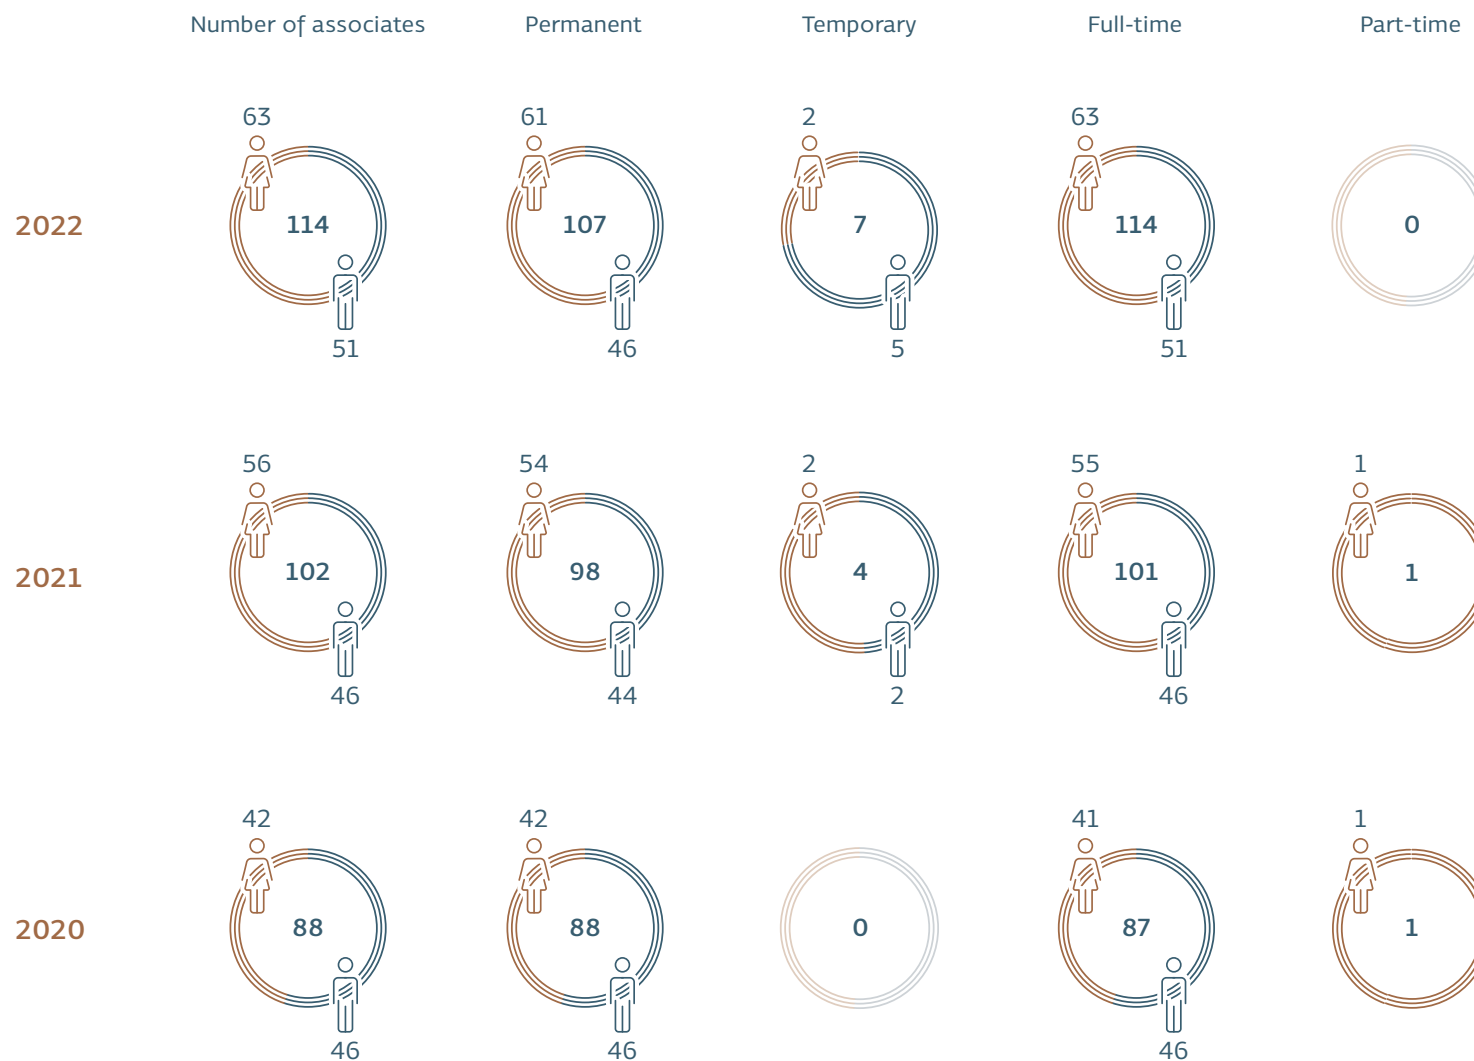 Number of associates Permanent Temporary Full-time Part-time
63 61 2 63
2022 114 107 7 114 0
51 46 5 51
56 54 2 55 1
2021 102 98 4 101 1
46 44 2 46
42 42 41 1
2020 88 88 0 87 1
46 46 46